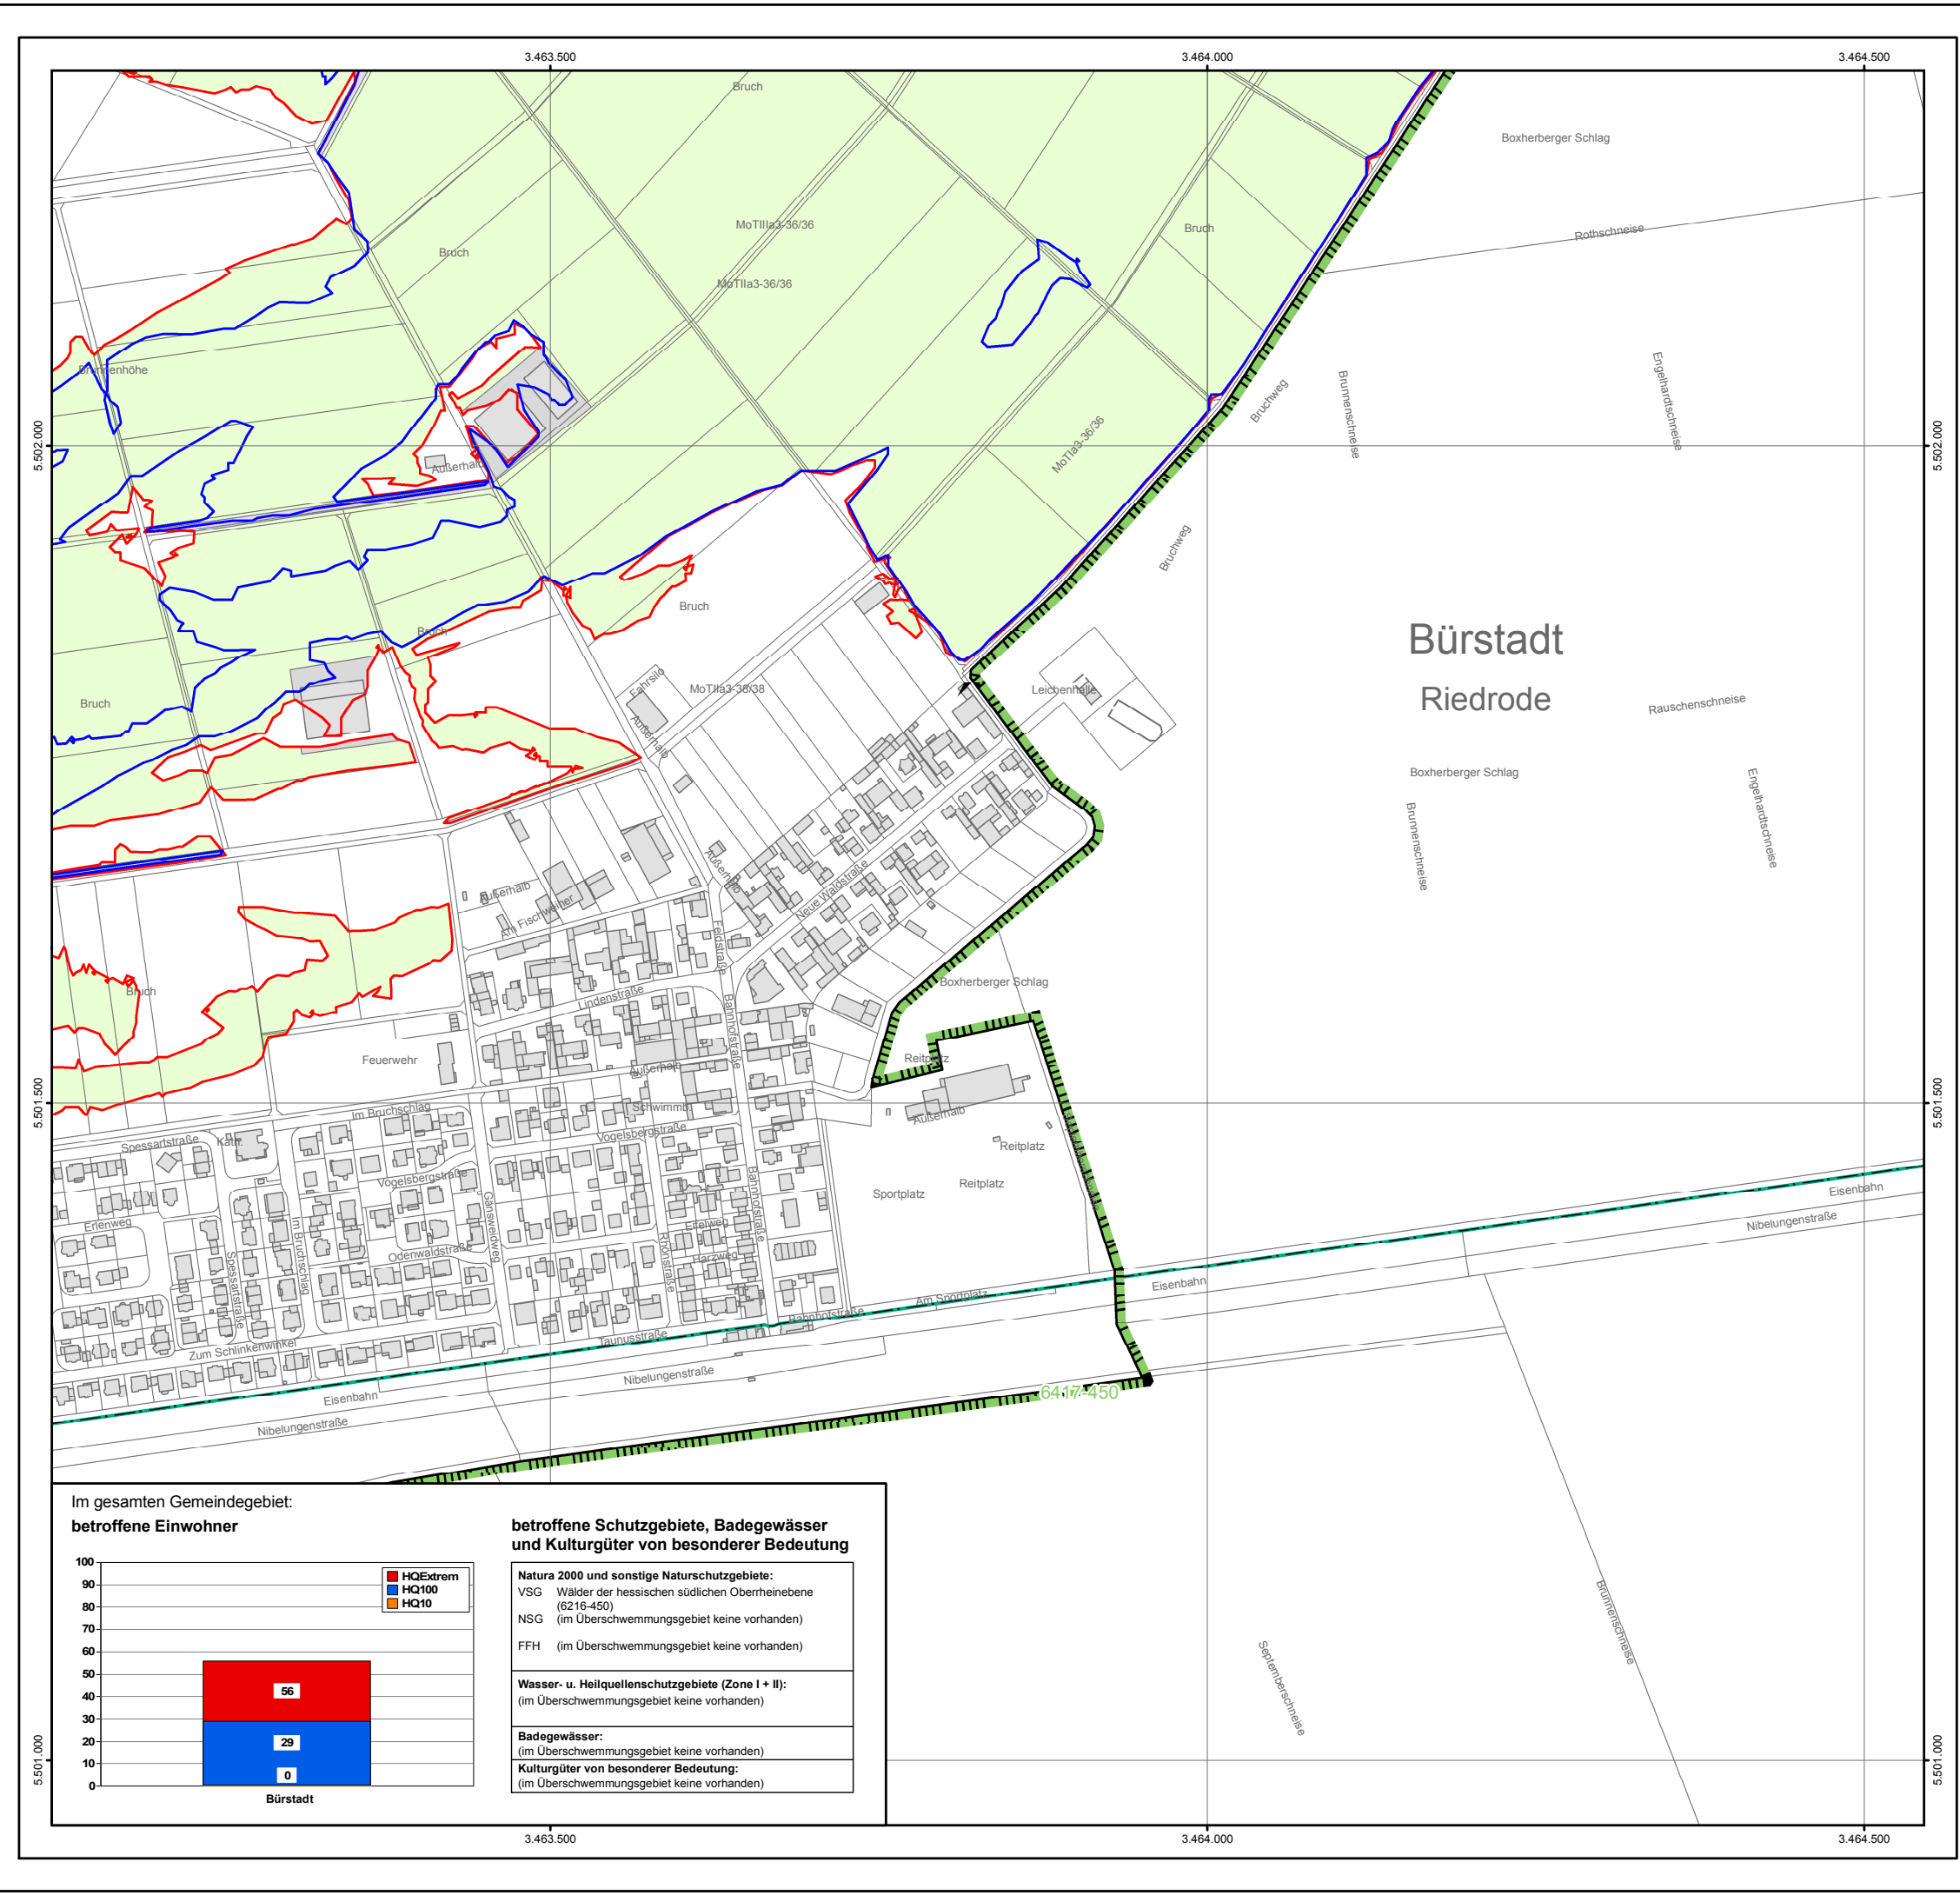 3.463.500
3.464.000
3.464.500
Bruch
Boxherberger Schlag
MoTIIIa3-36/36
Bruch
Rothschneise
Bruch
MoTIIa3-36/36
Brunnenhöhe
Bruchweg
Brunnenschneise
Engelhardtschneise
5.502.000
5.502.000
MoTIa3-36/36
Außerhalb
Bruchweg
Bruch
Bruch
Bürstadt
Riedrode
Fahrsilo
MoTIIa3-38/38
Leichenhalle
Bruch
Rauschenschneise
Außerhalb
Boxherberger Schlag
Brunnenschneise
Engelhardtschneise
Außerhalb
Neue Waldstraße
Außerhalb
Am Fischweiher
Feldstraße
Lindenstraße
Bahnhofstraße
Boxherberger Schlag
Bruch
Feuerwehr
Außerhalb
Reitplatz
5.501.500
5.501.500
Im Bruchschlag
Schwimmb.
Außerhalb
Spessartstraße
Kath.
Vogelsbergstraße
Reitplatz
Vogelsbergstraße
Gänsweidweg
Bahnhofstraße
Sportplatz
Reitplatz
Eisenbahn
Erlenweg
Im Bruchschlag
Spessartstraße
Odenwaldstraße
Rhönstraße
Eifelweg
Harzweg
Nibelungenstraße
Eisenbahn
Am Sportplatz
Bahnhofstraße
Taunusstraße
Zum Schlinkenwinkel
Nibelungenstraße
Eisenbahn
Nibelungenstraße
6417-450
Brunnenschneise
Septemberschneise
Im gesamten Gemeindegebiet:
betroffene Einwohner
100
90
80
70
60
50
40
30
20
10
0
HQExtrem
HQ100
HQ10
56
29
0
Bürstadt
betroffene Schutzgebiete, Badegewässer
und Kulturgüter von besonderer Bedeutung
Natura 2000 und sonstige Naturschutzgebiete:
VSG Wälder der hessischen südlichen Oberrheinebene
(6216-450)
NSG (im Überschwemmungsgebiet keine vorhanden)
FFH (im Überschwemmungsgebiet keine vorhanden)
Wasser- u. Heilquellenschutzgebiete (Zone I + II):
(im Überschwemmungsgebiet keine vorhanden)
Badegewässer:
(im Überschwemmungsgebiet keine vorhanden)
Kulturgüter von besonderer Bedeutung:
(im Überschwemmungsgebiet keine vorhanden)
5.501.000
5.501.000
3.463.500
3.464.000
3.464.500